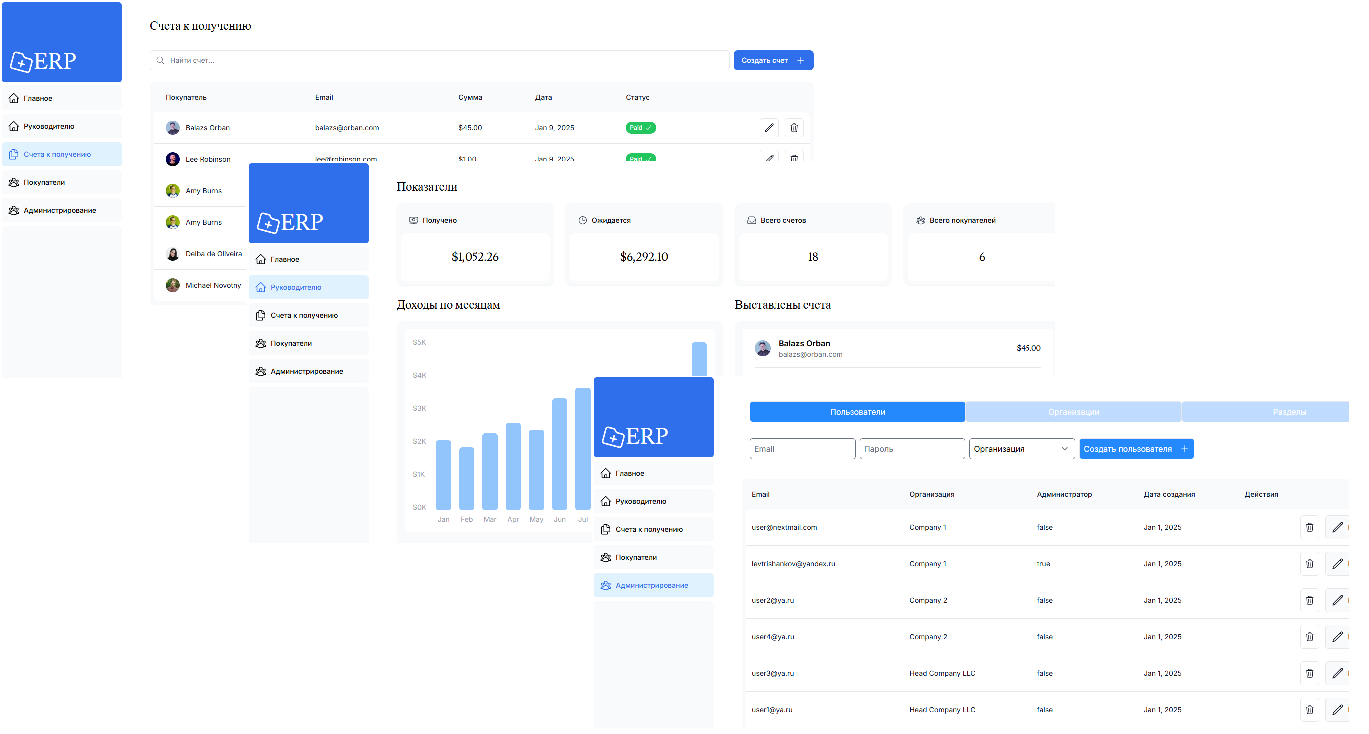 ERP
Главное
Руководителю
Счета к получению
Покупатели
Администрирование
Счета к получению
Найти счет...
Создать счет
Покупатель Email Сумма Дата Статус
Balazs Orban balazs@orban.com $45.00 Jan 9, 2025 Paid
Lee Robinson lee@robinson.com $1.00 Jan 9, 2025 Paid
Amy Burns
Amy Burns
Delba de Oliveira
Michael Novotny
ERP
Главное
Руководителю
Счета к получению
Покупатели
Администрирование
Показатели
Получено
$1,052.26
Ожидается
$6,292.10
Всего счетов
18
Всего покупателей
6
Доходы по месяцам
$5K
$4K
$3K
$2K
$1K
$0K
Jan Feb Mar Apr May Jun Jul
Выставлены счета
Balazs Orban
balazs@orban.com
$45.00
ERP
Главное
Руководителю
Счета к получению
Покупатели
Администрирование
Пользователи Организации Разделы
Email Пароль Организация Создать пользователя
Email Организация Администратор Дата создания Действия
user@nextmail.com Company 1 false Jan 1, 2025
levtrishankov@yandex.ru Company 1 true Jan 1, 2025
user2@ya.ru Company 2 false Jan 1, 2025
user4@ya.ru Company 2 false Jan 1, 2025
user3@ya.ru Head Company LLC false Jan 1, 2025
user1@ya.ru Head Company LLC false Jan 1, 2025